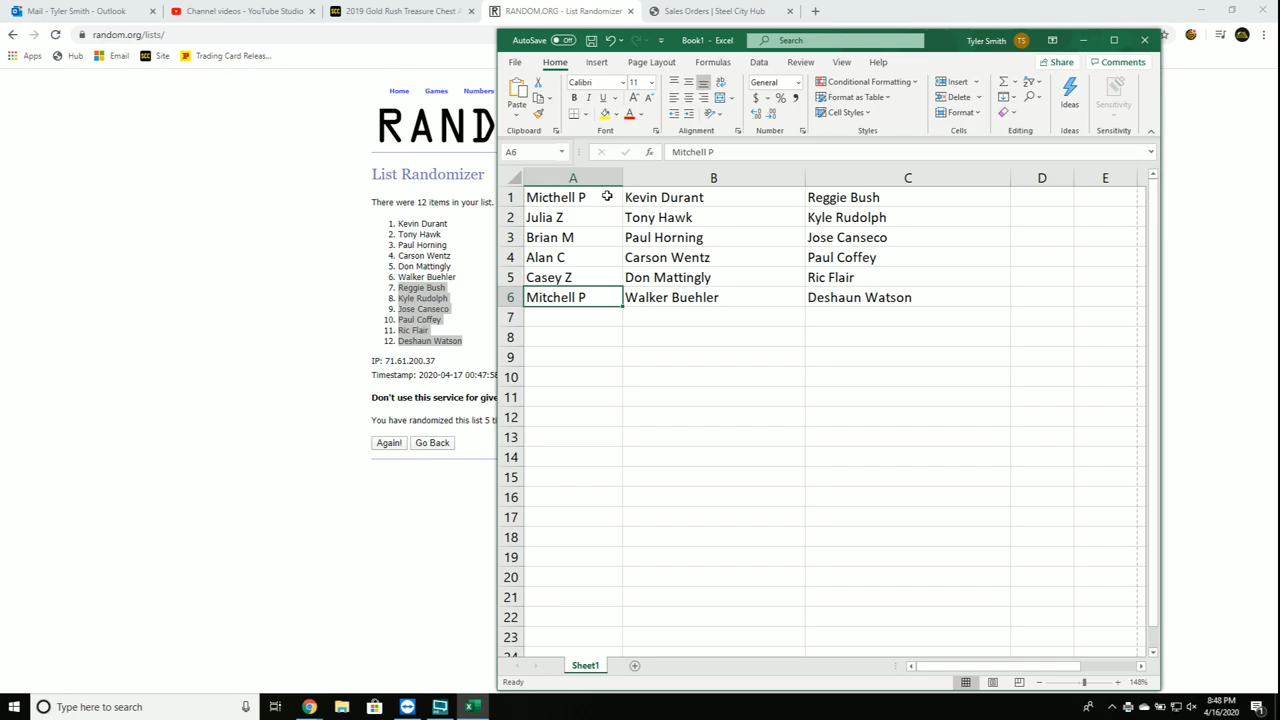 Mail - Tyler Smith - Outlook
Channel videos - YouTube Studio
2019 Gold Rush Treasure Chest A
RANDOM.ORG - List Randomizer
Sales Orders | Steel City Hub
random.org/lists/
Apps
Hub
Email
Site
Trading Card Releas...
AutoSave
Off
Book1 - Excel
Search
Tyler Smith
TS
File
Home
Insert
Page Layout
Formulas
Data
Review
View
Help
Share
Comments
Paste
Calibri
11
General
Conditional Formatting
Format as Table
Cell Styles
Insert
Delete
Format
Ideas
Sensitivity
Clipboard
Font
Alignment
Number
Styles
Cells
Editing
Ideas
Sensitivity
A6
Mitchell P
Home
Games
Numbers
RAND
List Randomizer
There were 12 items in your list.
1. Kevin Durant
2. Tony Hawk
3. Paul Horning
4. Carson Wentz
5. Don Mattingly
6. Walker Buehler
7. Reggie Bush
8. Kyle Rudolph
9. Jose Canseco
10. Paul Coffey
11. Ric Flair
12. Deshaun Watson
IP: 71.61.200.37
Timestamp: 2020-04-17 00:47:58
Don't use this service for give
You have randomized this list 5 ti
Again!
Go Back
A B C D E
1 Micthell P Kevin Durant Reggie Bush
2 Julia Z Tony Hawk Kyle Rudolph
3 Brian M Paul Horning Jose Canseco
4 Alan C Carson Wentz Paul Coffey
5 Casey Z Don Mattingly Ric Flair
6 Mitchell P Walker Buehler Deshaun Watson
7
8
9
10
11
12
13
14
15
16
17
18
19
20
21
22
23
24
Sheet1
Ready
148%
Type here to search
8:48 PM
4/16/2020